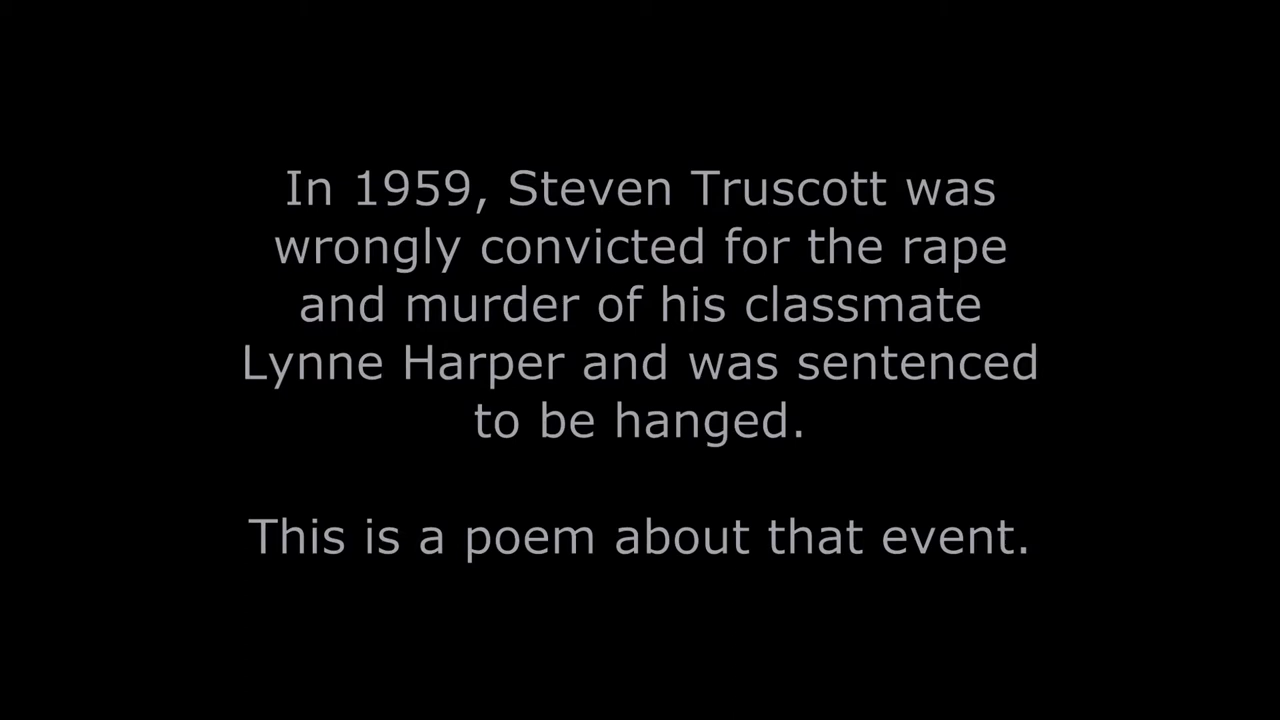 In 1959, Steven Truscott was
wrongly convicted for the rape
and murder of his classmate
Lynne Harper and was sentenced
to be hanged.
This is a poem about that event.